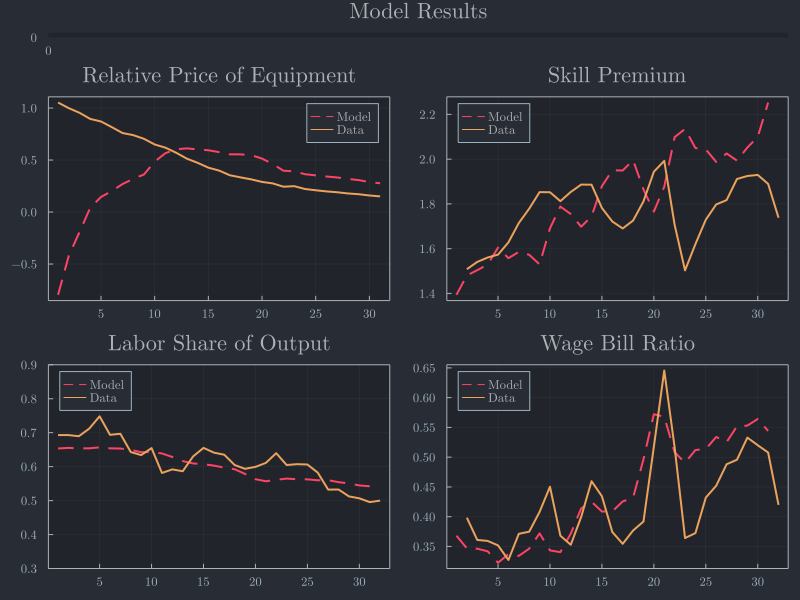 Model Results
0
0
Relative Price of Equipment
1.0
0.5
0.0
−0.5
5 10 15 20 25 30
Model
Data
Skill Premium
2.2
2.0
1.8
1.6
1.4
5 10 15 20 25 30
Model
Data
Labor Share of Output
0.9
0.8
0.7
0.6
0.5
0.4
0.3
5 10 15 20 25 30
Model
Data
Wage Bill Ratio
0.65
0.60
0.55
0.50
0.45
0.40
0.35
5 10 15 20 25 30
Model
Data